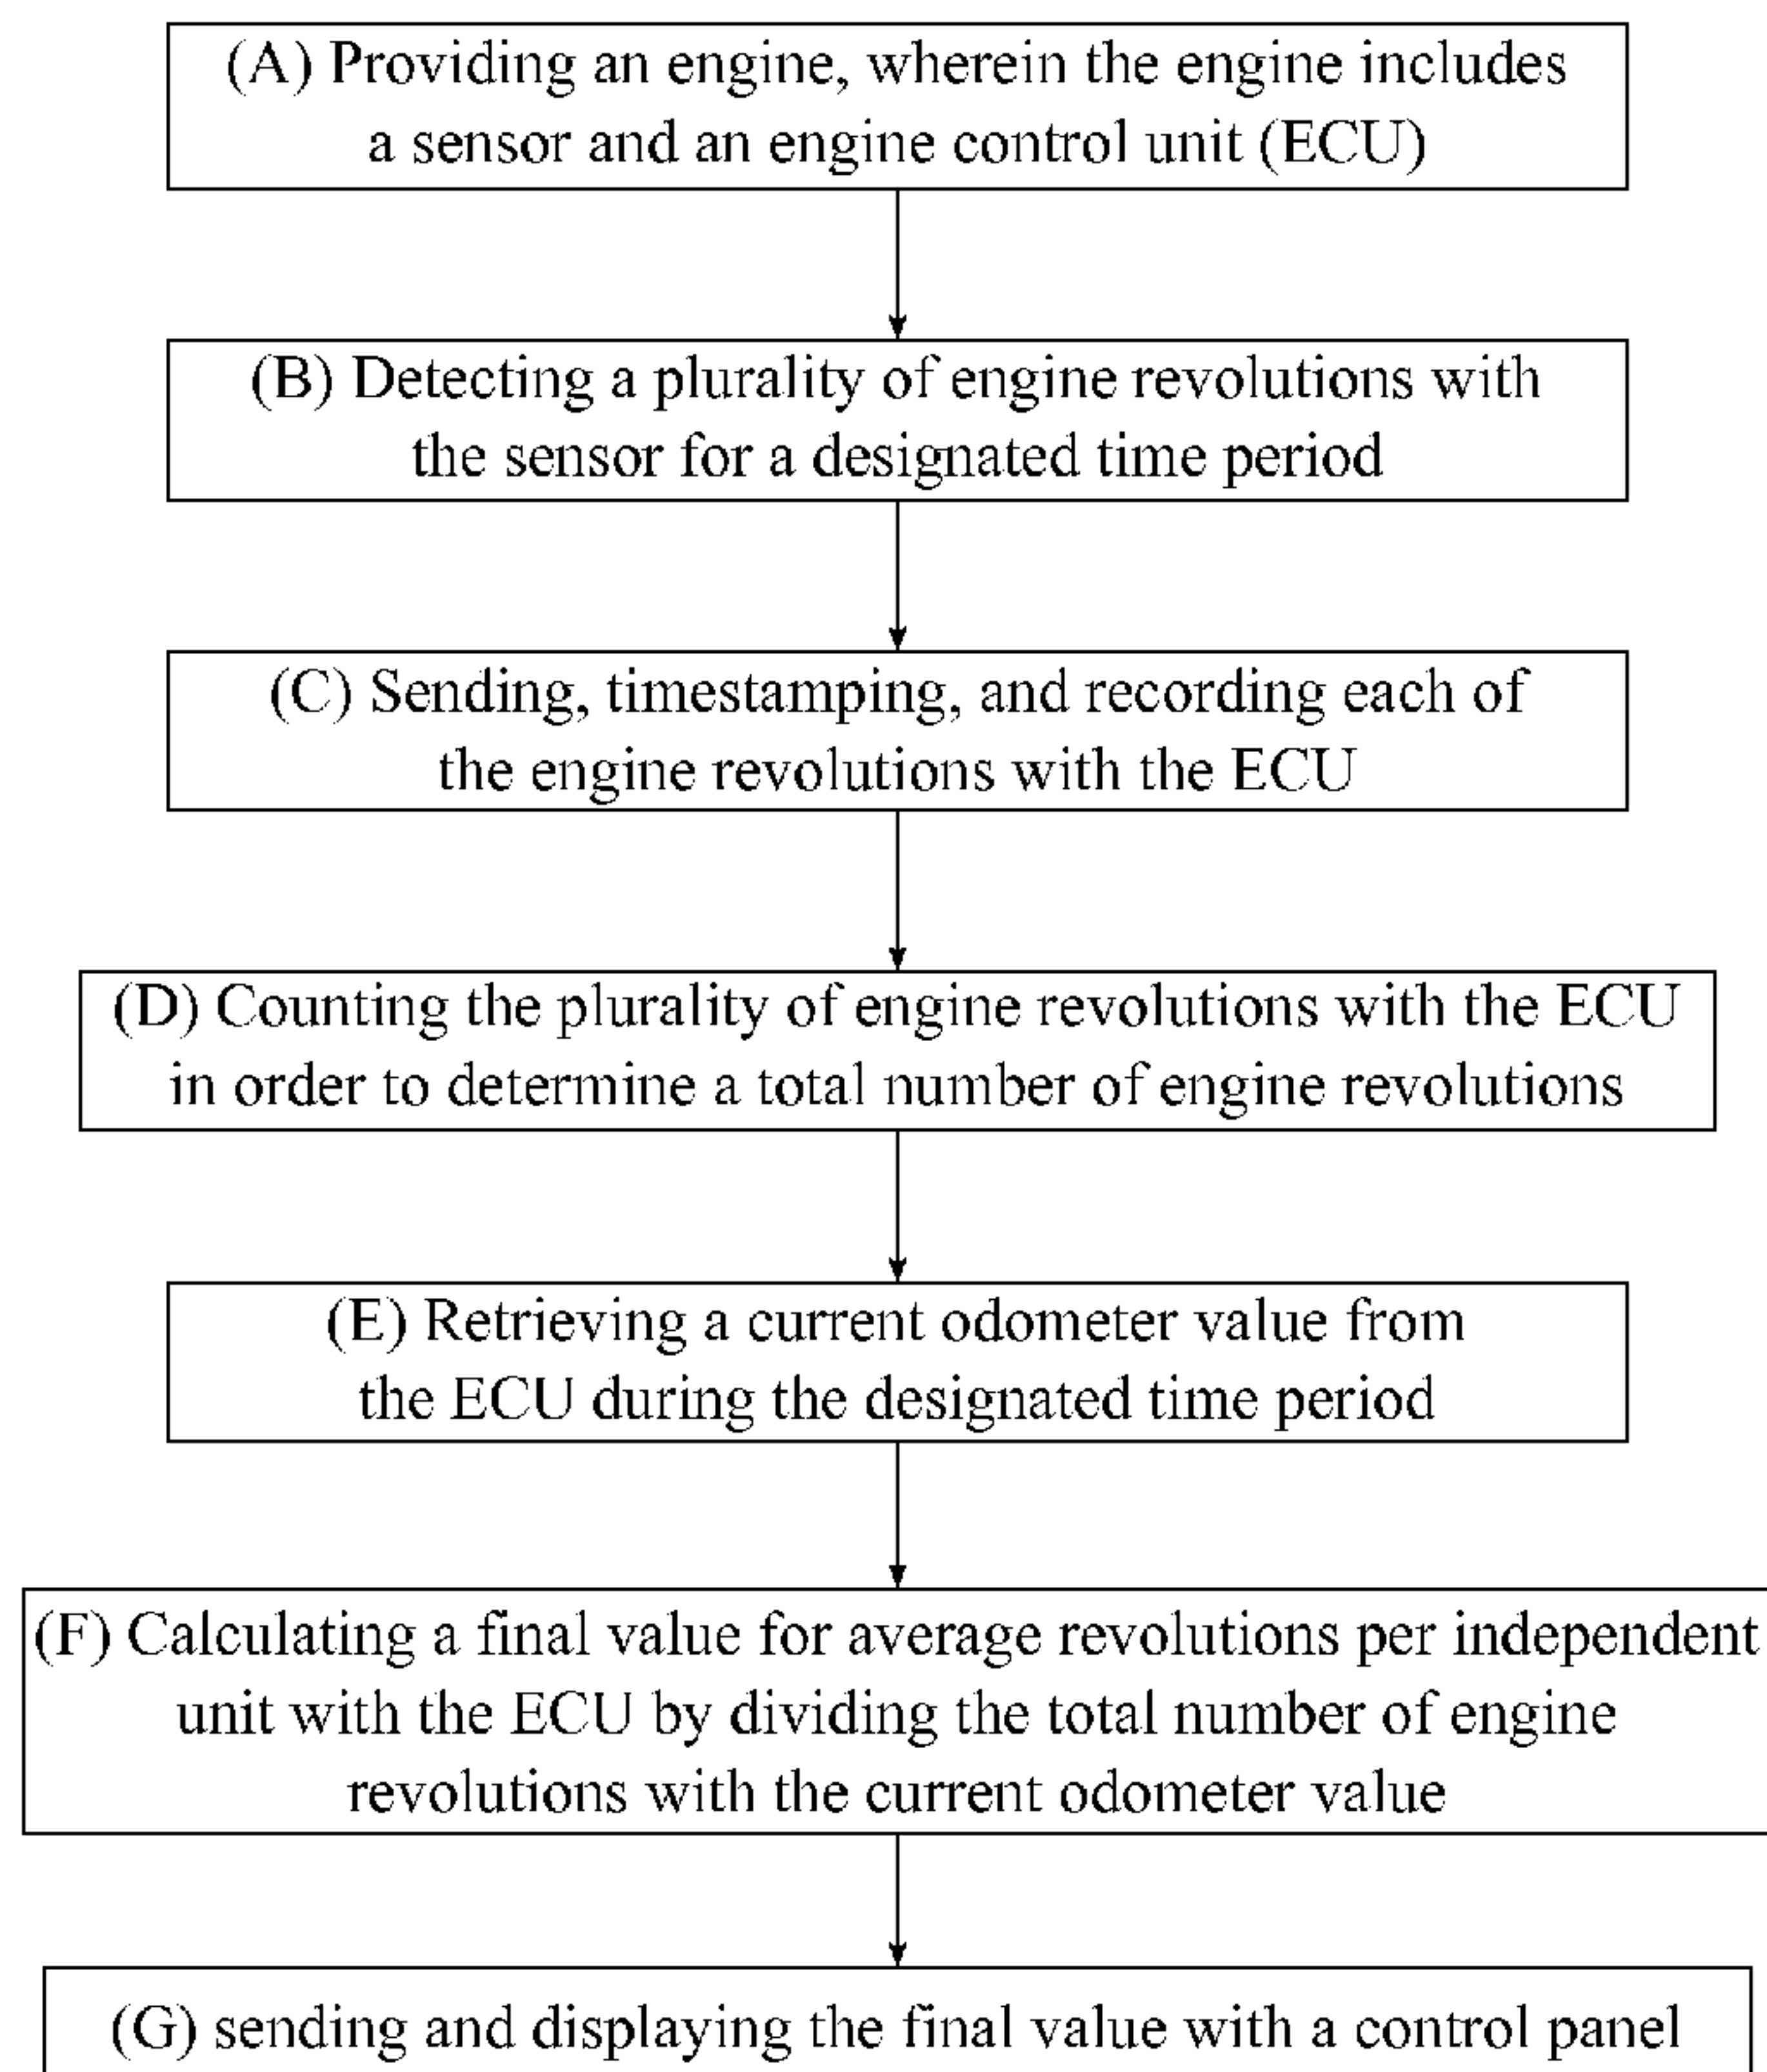 (A) Providing an engine, wherein the engine includes
a sensor and an engine control unit (ECU)
(B) Detecting a plurality of engine revolutions with
the sensor for a designated time period
(C) Sending, timestamping, and recording each of
the engine revolutions with the ECU
(D) Counting the plurality of engine revolutions with the ECU
in order to determine a total number of engine revolutions
(E) Retrieving a current odometer value from
the ECU during the designated time period
(F) Calculating a final value for average revolutions per independent
unit with the ECU by dividing the total number of engine
revolutions with the current odometer value
(G) sending and displaying the final value with a control panel